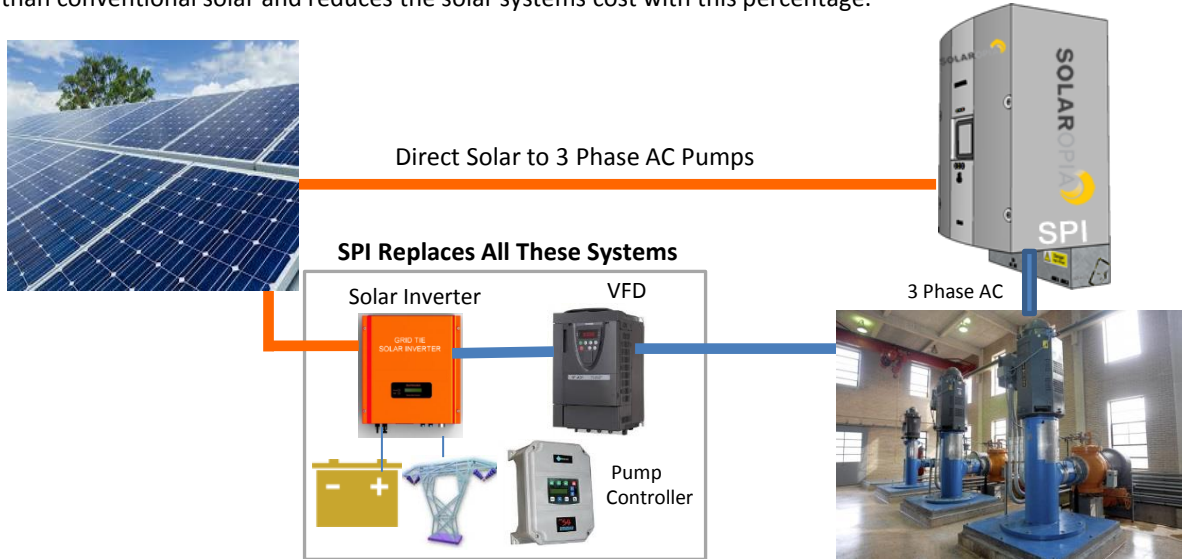 than conventional solar and reduces the solar systems cost with this percentage.
SOLAR
SOLAROPIA
SPI
Direct Solar to 3 Phase AC Pumps
SPI Replaces All These Systems
Solar Inverter
VFD
3 Phase AC
GRID TIE
SOLAR INVERTER
- +
Pump
Controller